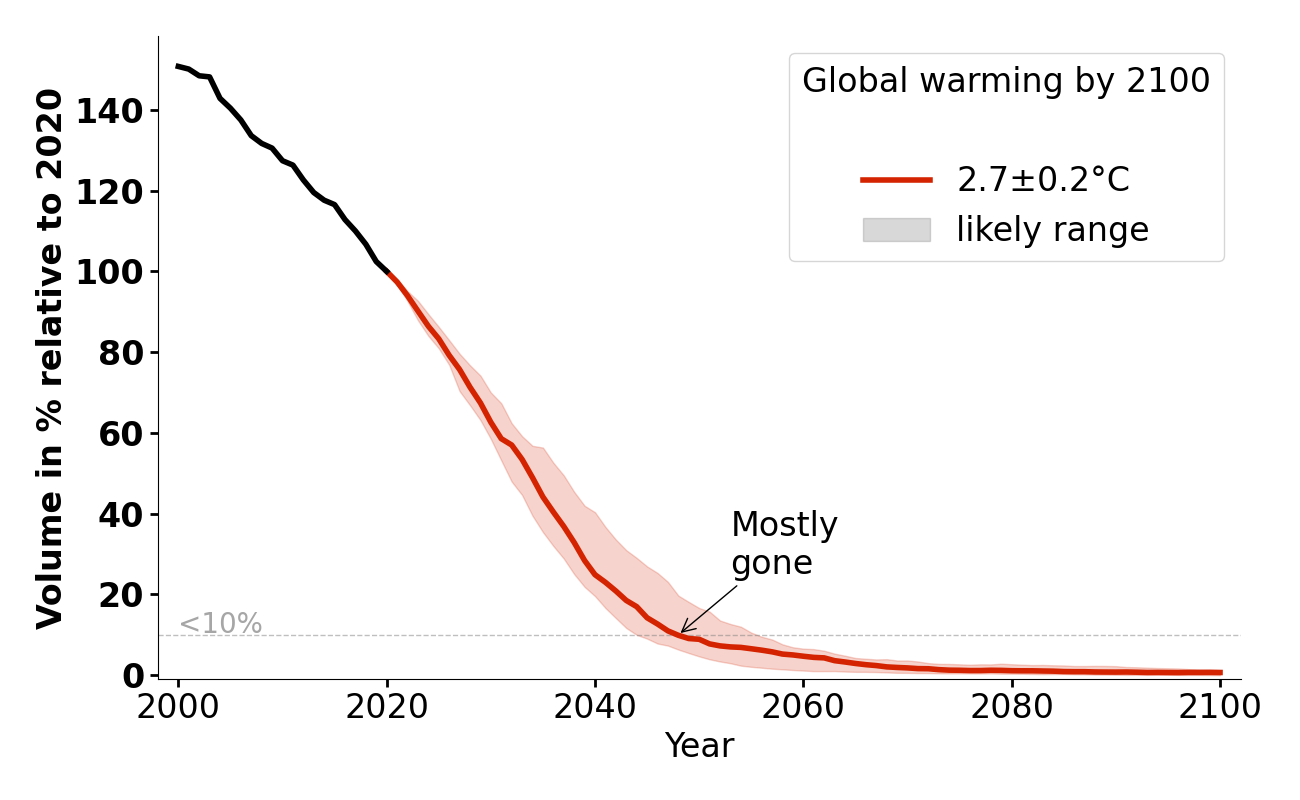 Global warming by 2100
2.7±0.2°C
likely range
Volume in % relative to 2020
140
120
100
80
60
40
20
0
Mostly
gone
<10%
2000
2020
2040
2060
2080
2100
Year